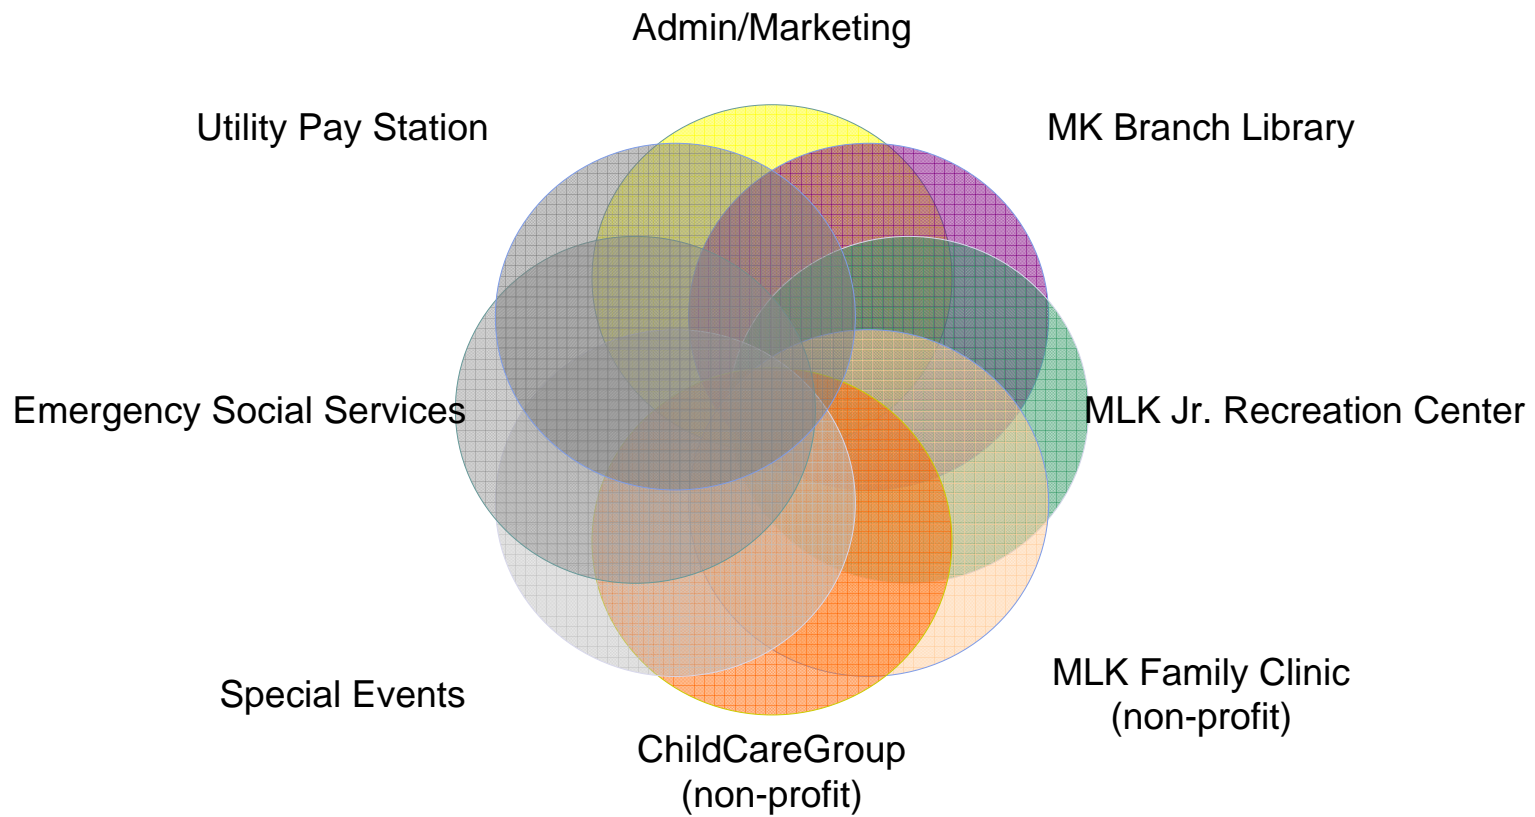 Admin/Marketing
Utility Pay Station
MK Branch Library
Emergency Social Services
MLK Jr. Recreation Center
Special Events
MLK Family Clinic
(non-profit)
ChildCareGroup
(non-profit)